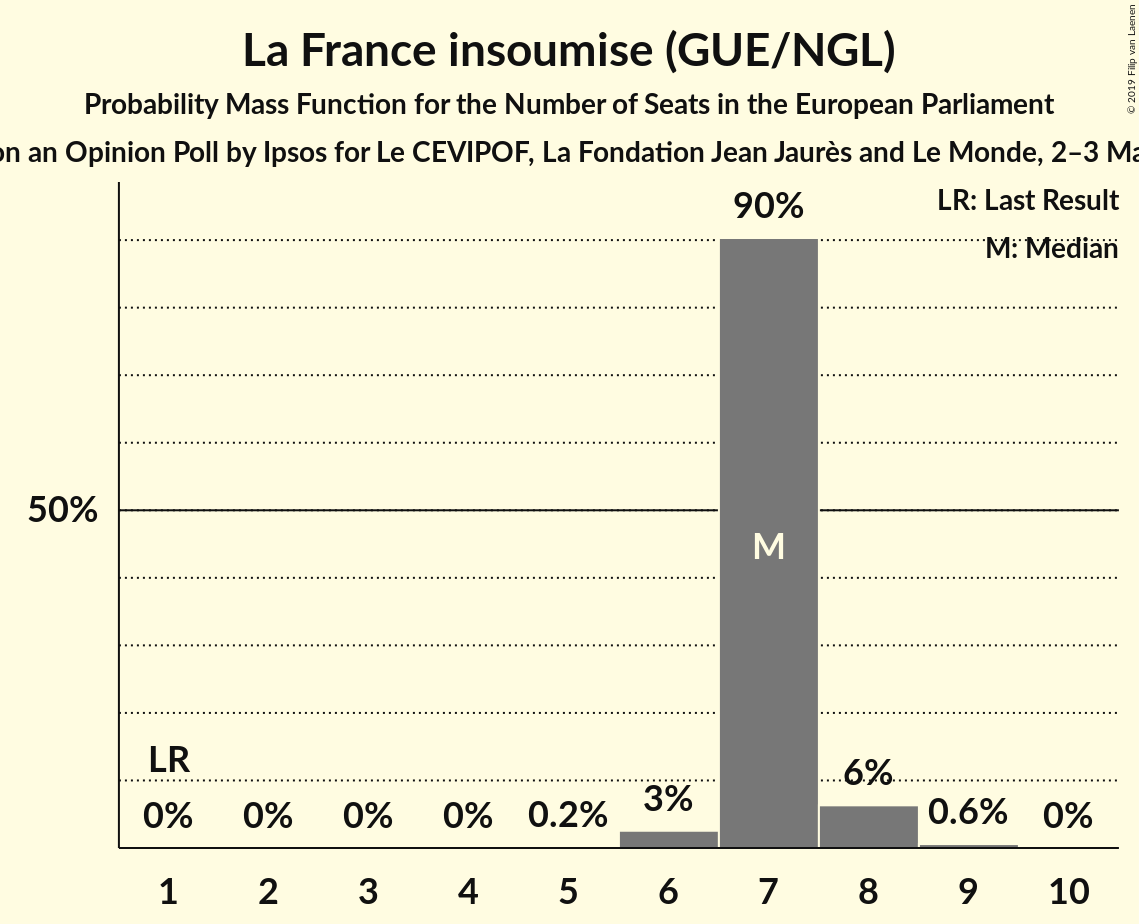 La France insoumise (GUE/NGL)
Probability Mass Function for the Number of Seats in the European Parliament
on an Opinion Poll by Ipsos for Le CEVIPOF, La Fondation Jean Jaurès and Le Monde, 2–3 Ma
© 2019 Filip van Laenen
LR: Last Result
M: Median
90%
50%
M
LR
0% 0% 0% 0% 0.2% 3% 6% 0.6% 0%
1 2 3 4 5 6 7 8 9 10